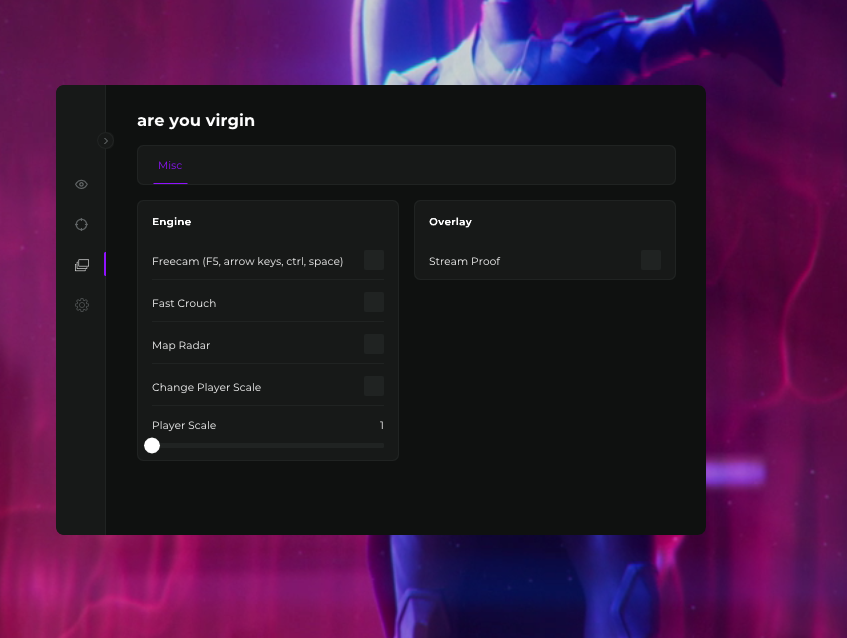 are you virgin
Misc
Engine
Freecam (F5, arrow keys, ctrl, space)
Fast Crouch
Map Radar
Change Player Scale
Player Scale 1
Overlay
Stream Proof